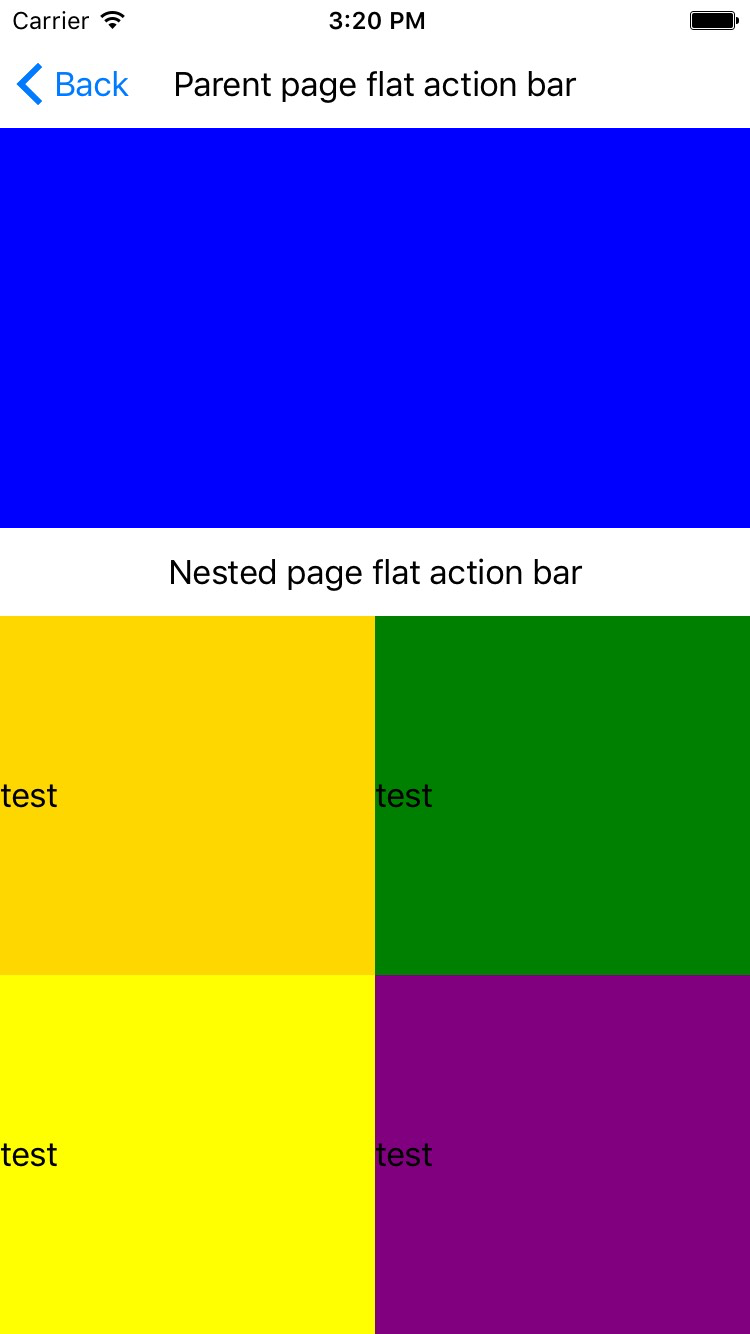 Carrier 3:20 PM
Back Parent page flat action bar
Nested page flat action bar
test test
test test